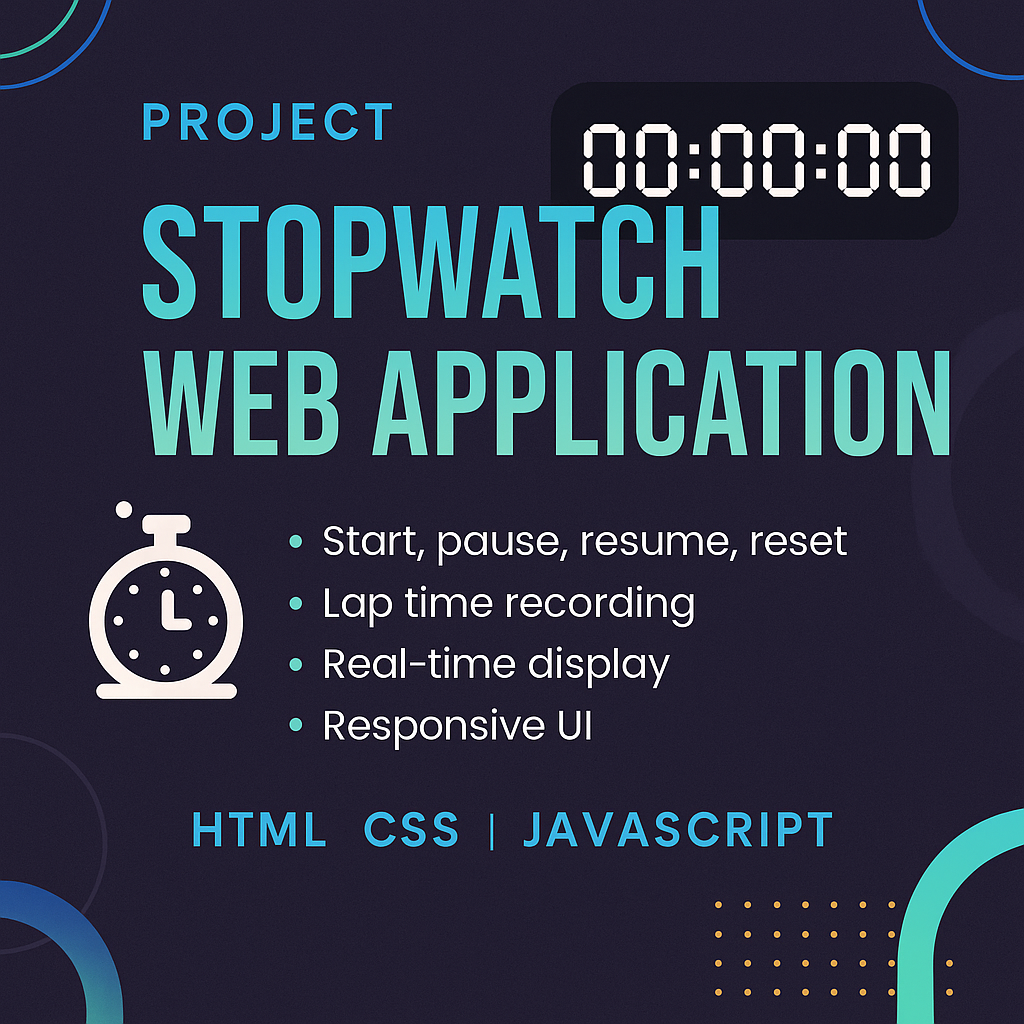 PROJECT
00:00:00
STOPWATCH
WEB APPLICATION
• Start, pause, resume, reset
• Lap time recording
• Real-time display
• Responsive UI
HTML CSS | JAVASCRIPT